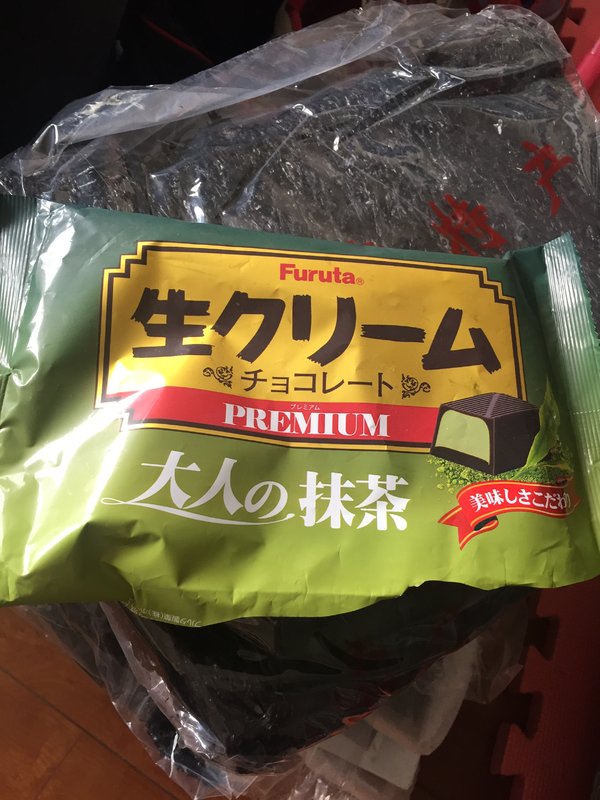 Furuta®
生クリーム
チョコレート
プレミアム
PREMIUM
大人の抹茶
美味しさこだわり